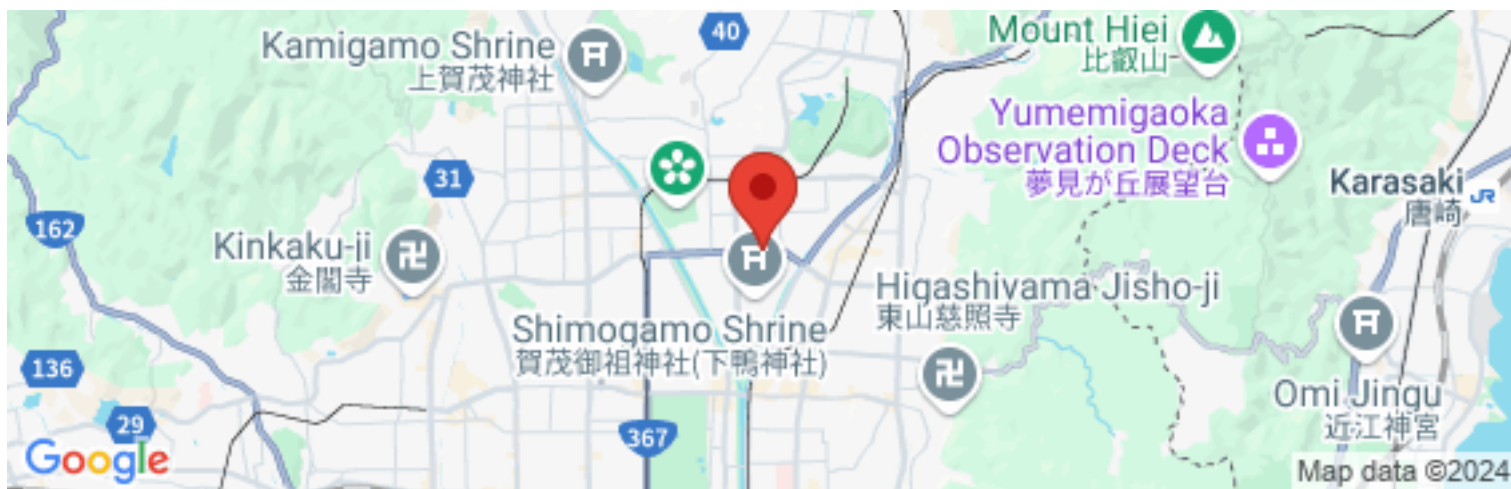 Kamigamo Shrine
上賀茂神社
40
Mount Hiei
比叡山
Yumemigaoka
Observation Deck
夢見が丘展望台
31
Karasaki
唐崎
JR
162
Kinkaku-ji
金閣寺
Higashiyama Jisho-ji
東山慈照寺
Shimogamo Shrine
賀茂御祖神社(下鴨神社)
136
Omi Jingu
近江神宮
29
367
Google
Map data ©2024